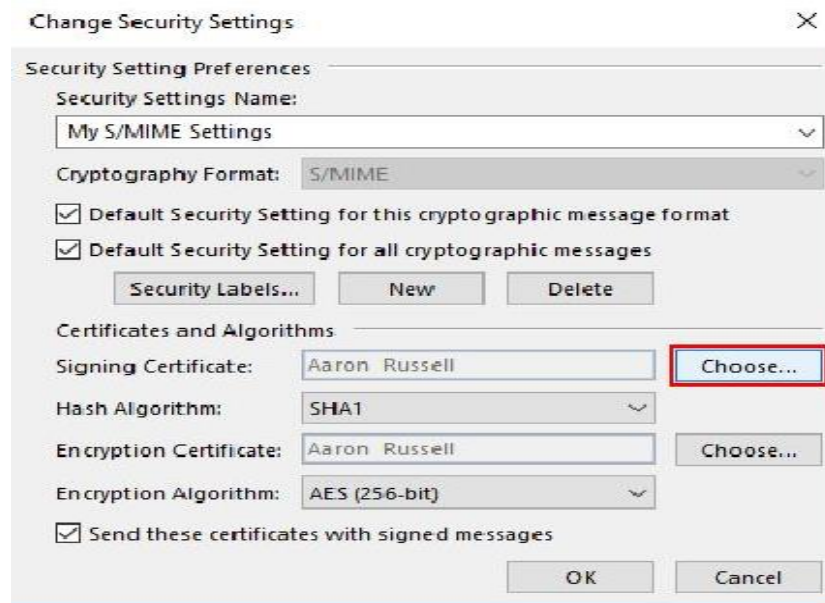 Change Security Settings
Security Setting Preferences
Security Settings Name:
My S/MIME Settings
Cryptography Format: S/MIME
Default Security Setting for this cryptographic message format
Default Security Setting for all cryptographic messages
Security Labels... New Delete
Certificates and Algorithms
Signing Certificate: Aaron Russell Choose...
Hash Algorithm: SHA1
Encryption Certificate: Aaron Russell Choose...
Encryption Algorithm: AES (256-bit)
Send these certificates with signed messages
OK Cancel